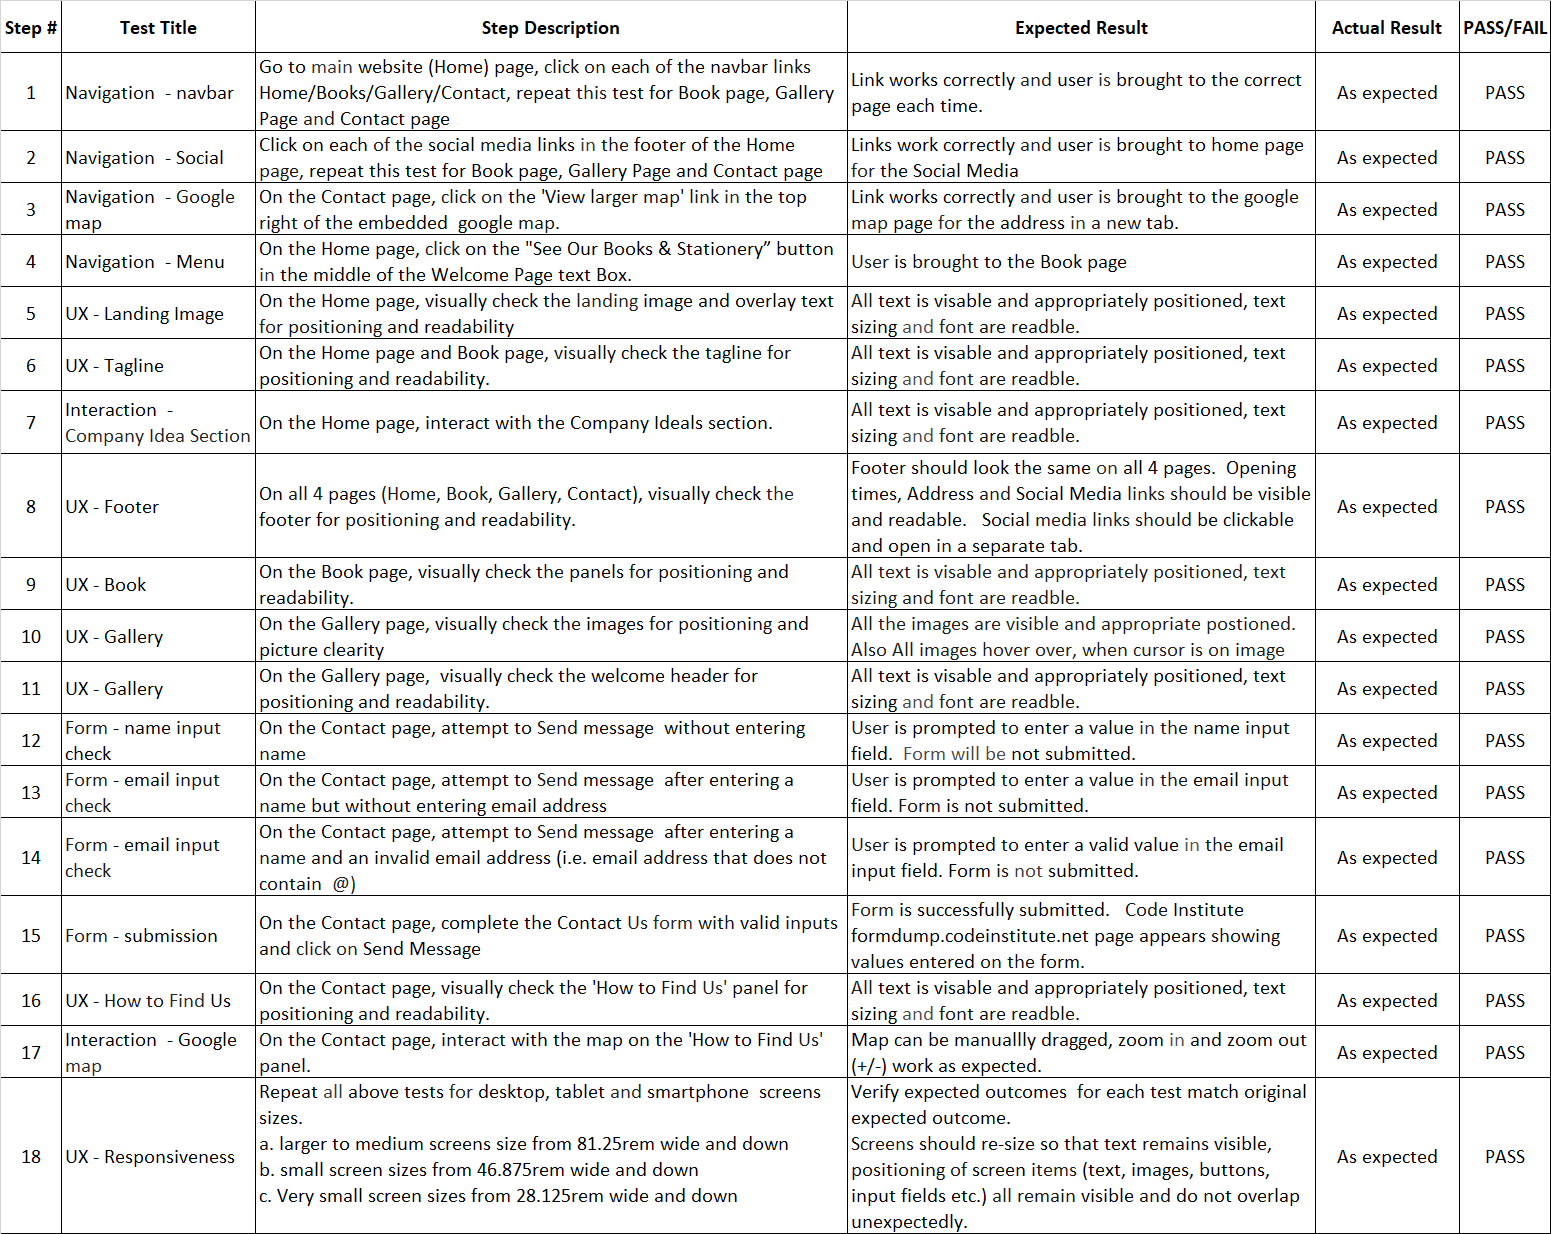 Step # Test Title Step Description Expected Result Actual Result PASS/FAIL
1 Navigation - navbar Go to main website (Home) page, click on each of the navbar links
Home/Books/Gallery/Contact, repeat this test for Book page, Gallery
Page and Contact page Link works correctly and user is brought to the correct
page each time. As expected PASS
2 Navigation - Social Click on each of the social media links in the footer of the Home
page, repeat this test for Book page, Gallery Page and Contact page Links work correctly and user is brought to home page
for the Social Media As expected PASS
3 Navigation - Google
map On the Contact page, click on the 'View larger map' link in the top
right of the embedded google map. Link works correctly and user is brought to the google
map page for the address in a new tab. As expected PASS
4 Navigation - Menu On the Home page, click on the "See Our Books & Stationery” button
in the middle of the Welcome Page text Box. User is brought to the Book page As expected PASS
5 UX - Landing Image On the Home page, visually check the landing image and overlay text
for positioning and readability All text is visable and appropriately positioned, text
sizing and font are readble. As expected PASS
6 UX - Tagline On the Home page and Book page, visually check the tagline for
positioning and readability. All text is visable and appropriately positioned, text
sizing and font are readble. As expected PASS
7 Interaction -
Company Idea Section On the Home page, interact with the Company Ideals section. All text is visable and appropriately positioned, text
sizing and font are readble. As expected PASS
8 UX - Footer On all 4 pages (Home, Book, Gallery, Contact), visually check the
footer for positioning and readability. Footer should look the same on all 4 pages. Opening
times, Address and Social Media links should be visible
and readable. Social media links should be clickable
and open in a separate tab. As expected PASS
9 UX - Book On the Book page, visually check the panels for positioning and
readability. All text is visable and appropriately positioned, text
sizing and font are readble. As expected PASS
10 UX - Gallery On the Gallery page, visually check the images for positioning and
picture clearity All the images are visible and appropriate postioned.
Also All images hover over, when cursor is on image As expected PASS
11 UX - Gallery On the Gallery page, visually check the welcome header for
positioning and readability. All text is visable and appropriately positioned, text
sizing and font are readble. As expected PASS
12 Form - name input
check On the Contact page, attempt to Send message without entering
name User is prompted to enter a value in the name input
field. Form will be not submitted. As expected PASS
13 Form - email input
check On the Contact page, attempt to Send message after entering a
name but without entering email address User is prompted to enter a value in the email input
field. Form is not submitted. As expected PASS
14 Form - email input
check On the Contact page, attempt to Send message after entering a
name and an invalid email address (i.e. email address that does not
contain @) User is prompted to enter a valid value in the email
input field. Form is not submitted. As expected PASS
15 Form - submission On the Contact page, complete the Contact Us form with valid inputs
and click on Send Message Form is successfully submitted. Code Institute
formdump.codeinstitute.net page appears showing
values entered on the form. As expected PASS
16 UX - How to Find Us On the Contact page, visually check the 'How to Find Us' panel for
positioning and readability. All text is visable and appropriately positioned, text
sizing and font are readble. As expected PASS
17 Interaction - Google
map On the Contact page, interact with the map on the 'How to Find Us'
panel. Map can be manuallly dragged, zoom in and zoom out
(+/-) work as expected. As expected PASS
18 UX - Responsiveness Repeat all above tests for desktop, tablet and smartphone screens
sizes.
a. larger to medium screens size from 81.25rem wide and down
b. small screen sizes from 46.875rem wide and down
c. Very small screen sizes from 28.125rem wide and down Verify expected outcomes for each test match original
expected outcome.
Screens should re-size so that text remains visible,
positioning of screen items (text, images, buttons,
input fields etc.) all remain visible and do not overlap
unexpectedly. As expected PASS